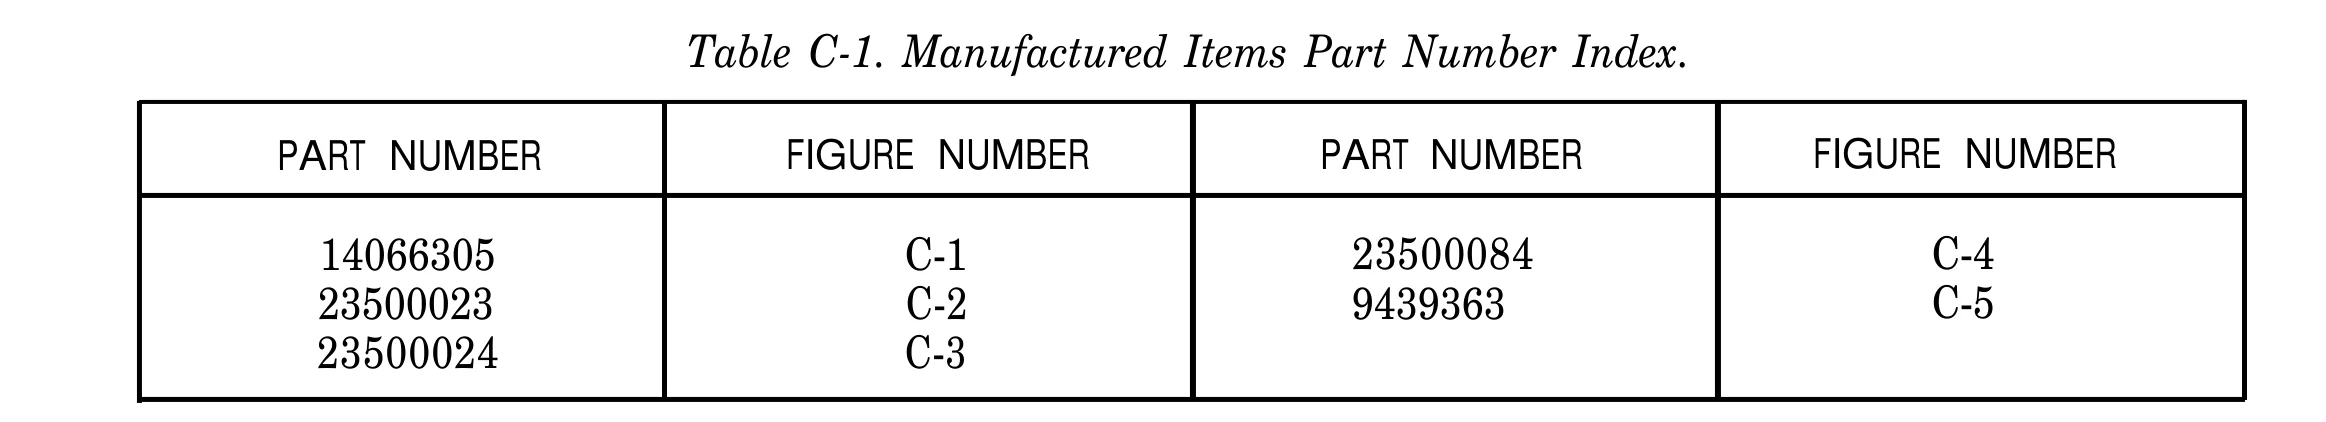 Table C-1. Manufactured Items Part Number Index.
PART NUMBER FIGURE NUMBER PART NUMBER FIGURE NUMBER
14066305 C-1 23500084 C-4
23500023 C-2 9439363 C-5
23500024 C-3